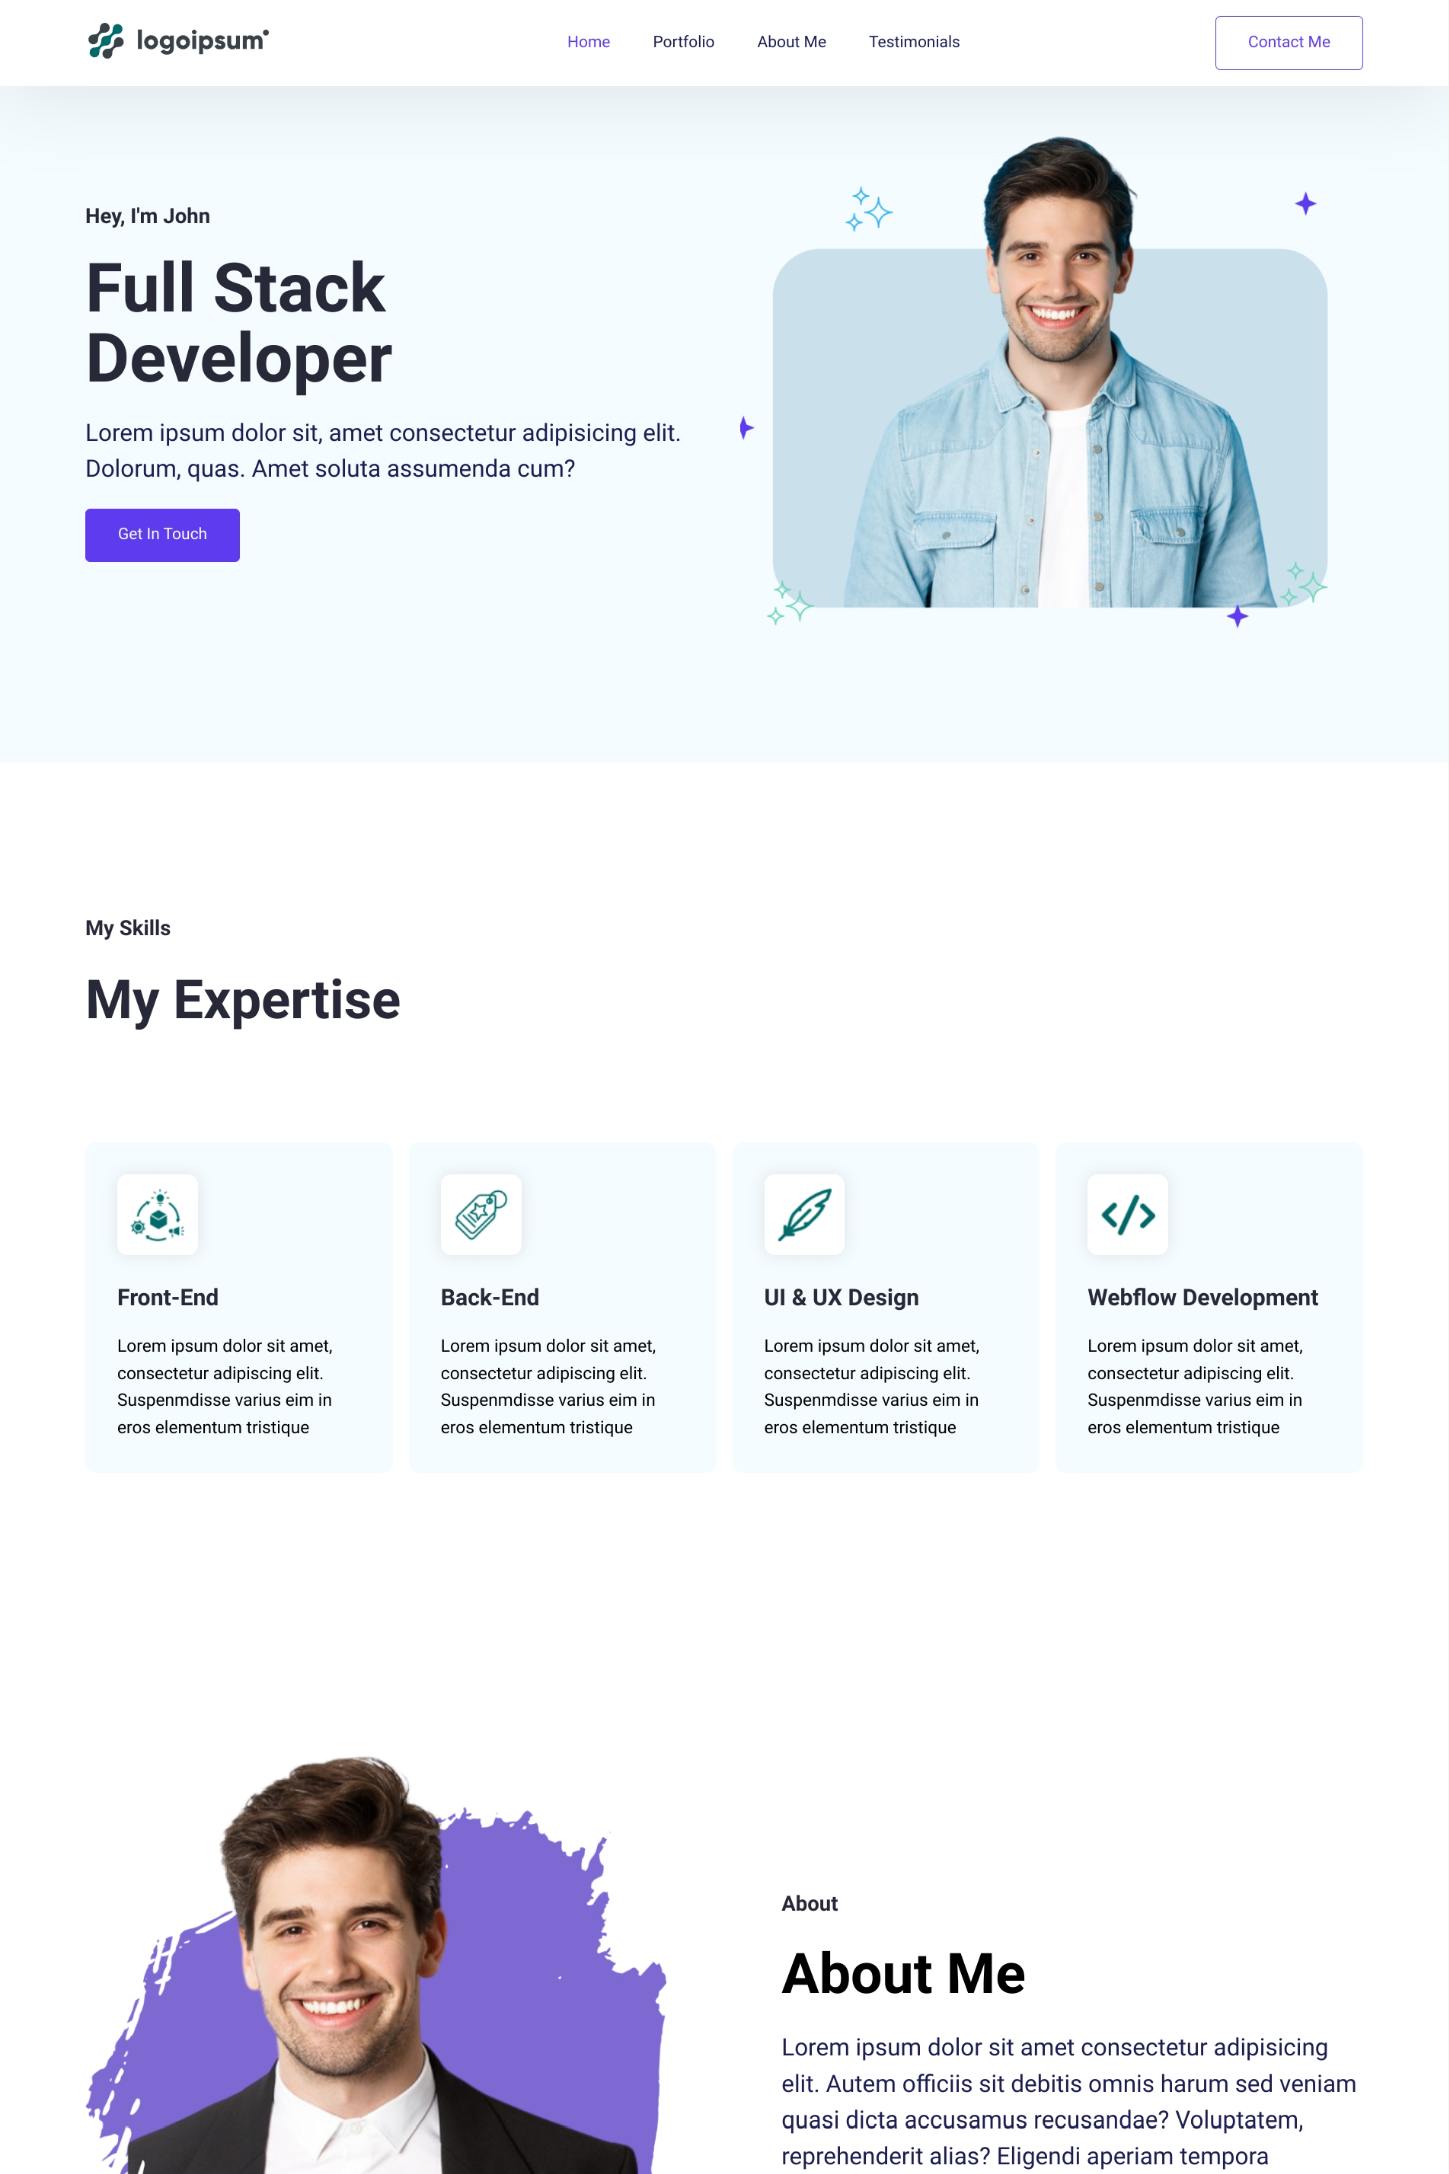 logoipsum
Home
Portfolio
About Me
Testimonials
Contact Me
Hey, I'm John
Full Stack
Developer
Lorem ipsum dolor sit, amet consectetur adipisicing elit.
Dolorum, quas. Amet soluta assumenda cum?
Get In Touch
My Skills
My Expertise
Front-End
Lorem ipsum dolor sit amet,
consectetur adipiscing elit.
Suspenmdisse varius eim in
eros elementum tristique
Back-End
Lorem ipsum dolor sit amet,
consectetur adipiscing elit.
Suspenmdisse varius eim in
eros elementum tristique
UI & UX Design
Lorem ipsum dolor sit amet,
consectetur adipiscing elit.
Suspenmdisse varius eim in
eros elementum tristique
Webflow Development
Lorem ipsum dolor sit amet,
consectetur adipiscing elit.
Suspenmdisse varius eim in
eros elementum tristique
About
About Me
Lorem ipsum dolor sit amet consectetur adipisicing
elit. Autem officiis sit debitis omnis harum sed veniam
quasi dicta accusamus recusandae? Voluptatem,
reprehenderit alias? Eligendi aperiam tempora